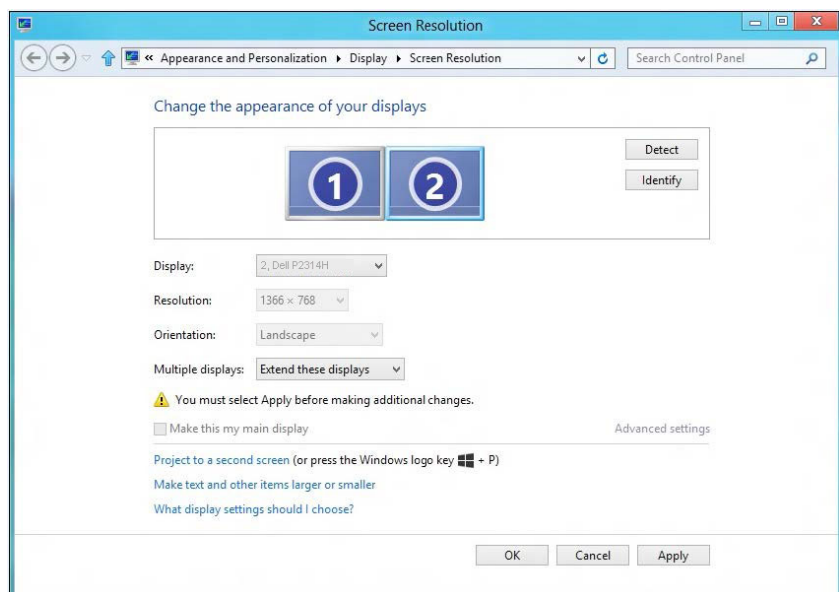 Screen Resolution
« Appearance and Personalization ▸ Display ▸ Screen Resolution
Search Control Panel
Change the appearance of your displays
1 2
Detect
Identify
Display: 2, Dell P2314H
Resolution: 1366 × 768
Orientation: Landscape
Multiple displays: Extend these displays
You must select Apply before making additional changes.
Make this my main display Advanced settings
Project to a second screen (or press the Windows logo key + P)
Make text and other items larger or smaller
What display settings should I choose?
OK Cancel Apply